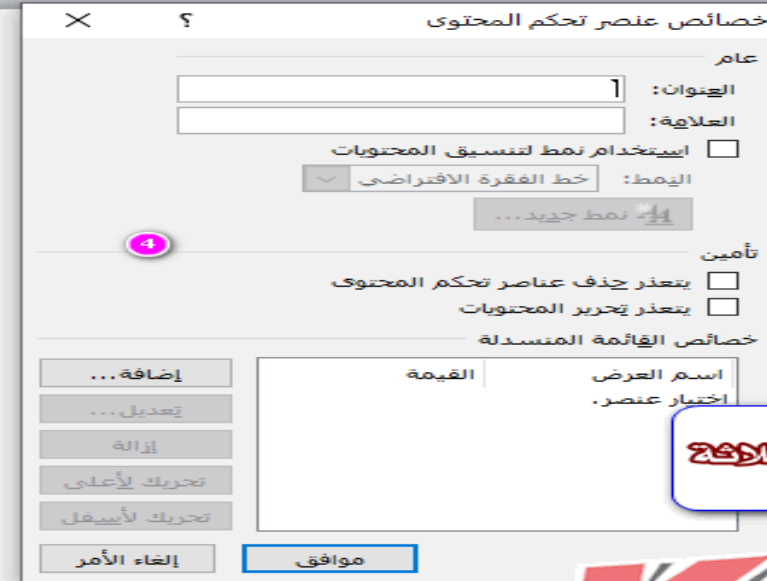 خصائص عنصر تحكم المحتوى
؟
عام
العنوان:
العلامة:
استخدام نمط لتنسيق المحتويات
النمط: خط الفقرة الافتراضي
نمط جديد...
4
تأمين
يتعذر حذف عناصر تحكم المحتوى
يتعذر تحرير المحتويات
خصائص القائمة المنسدلة
اسم العرض القيمة
اختيار عنصر.
إضافة...
تعديل...
إزالة
تحريك لأعلى
تحريك لأسفل
موافق إلغاء الأمر